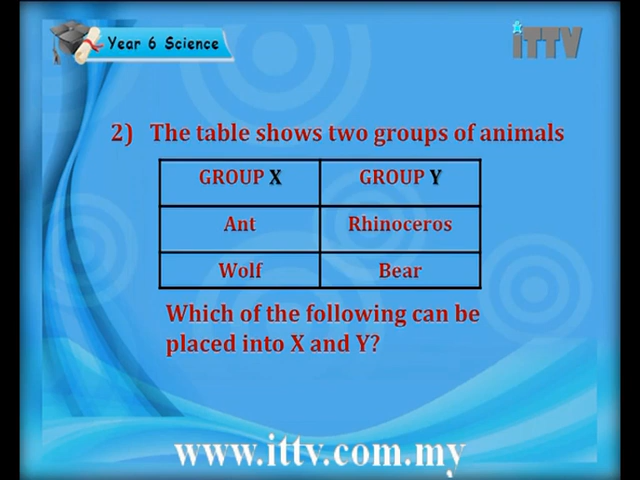 Year 6 Science
iTTV
2) The table shows two groups of animals
GROUP X GROUP Y
Ant Rhinoceros
Wolf Bear
Which of the following can be
placed into X and Y?
www.ittv.com.my